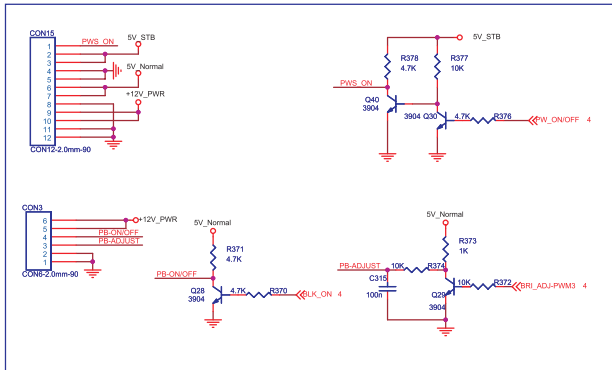 CON15
PWS_ON
5V_STB
1
2
3
5V_Normal
4
5
6
+12V_PWR
7
8
9
10
11
12
CON12-2.0mm-90
5V_STB
R378
4.7K
R377
10K
PWS_ON
Q40
3904
3904
Q30
4.7K
R376
PW_ON/OFF 4
CON3
+12V_PWR
6
5
PB-ON/OFF
4
PB-ADJUST
3
2
1
CON6-2.0mm-90
5V_Normal
R371
4.7K
PB-ON/OFF
Q28
3904
4.7K
R370
BLK_ON 4
5V_Normal
R373
1K
PB-ADJUST
10K
R374
C315
100n
Q29
3904
10K
R372
BRI_ADJ-PWM3 4